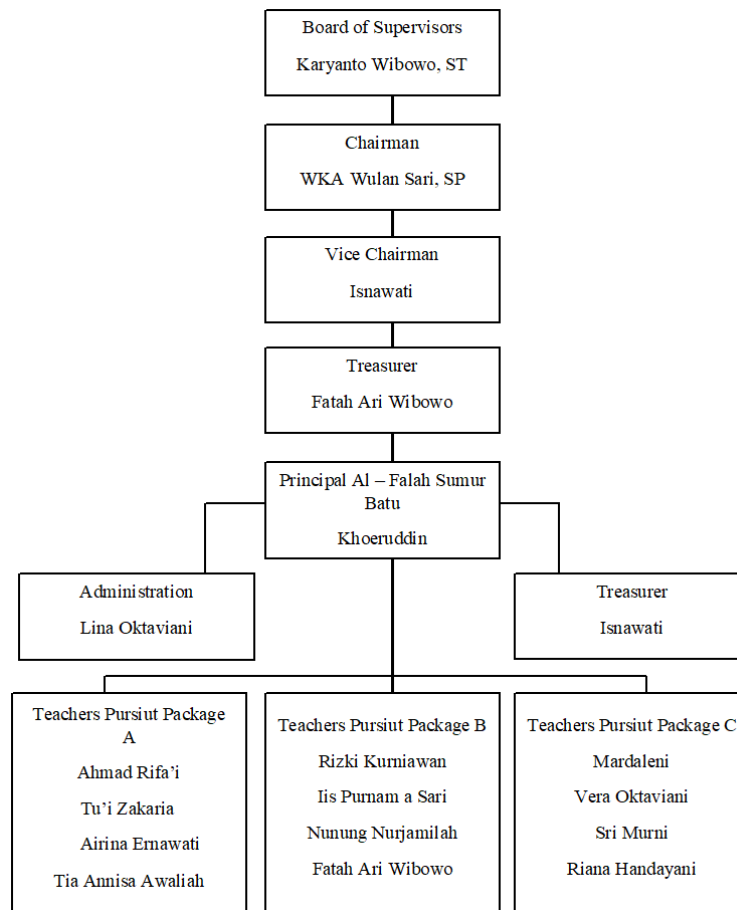 Board of Supervisors
Karyanto Wibowo, ST
Chairman
WKA Wulan Sari, SP
Vice Chairman
Isnawati
Treasurer
Fatah Ari Wibowo
Principal Al – Falah Sumur
Batu
Khoeruddin
Administration
Lina Oktaviani
Treasurer
Isnawati
Teachers Pursiut Package
A
Ahmad Rifa’i
Tu’i Zakaria
Airina Ernawati
Tia Annisa Awaliah
Teachers Pursiut Package B
Rizki Kurniawan
Iis Purnam a Sari
Nunung Nurjamilah
Fatah Ari Wibowo
Teachers Pursiut Package C
Mardaleni
Vera Oktaviani
Sri Murni
Riana Handayani